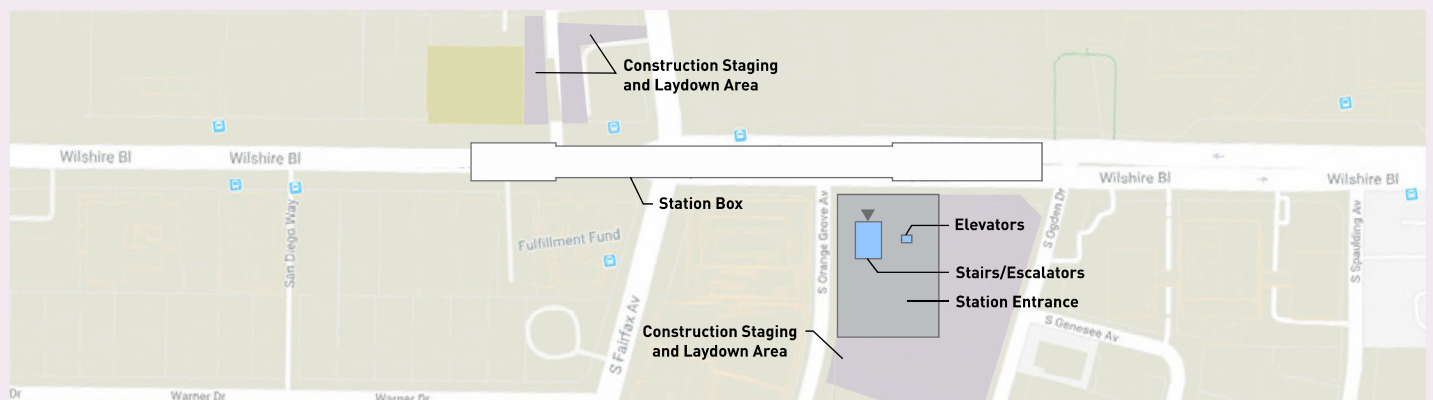 Construction Staging
and Laydown Area
Wilshire Bl
Wilshire Bl
Wilshire Bl
Wilshire Bl
Station Box
San Diego Way
Fulfillment Fund
S Fairfax Av
S Orange Grove Av
Elevators
Stairs/Escalators
Station Entrance
S Ogden Dr
S Spaulding Av
S Genesee Av
Construction Staging
and Laydown Area
Dr
Warner Dr
Warner Dr